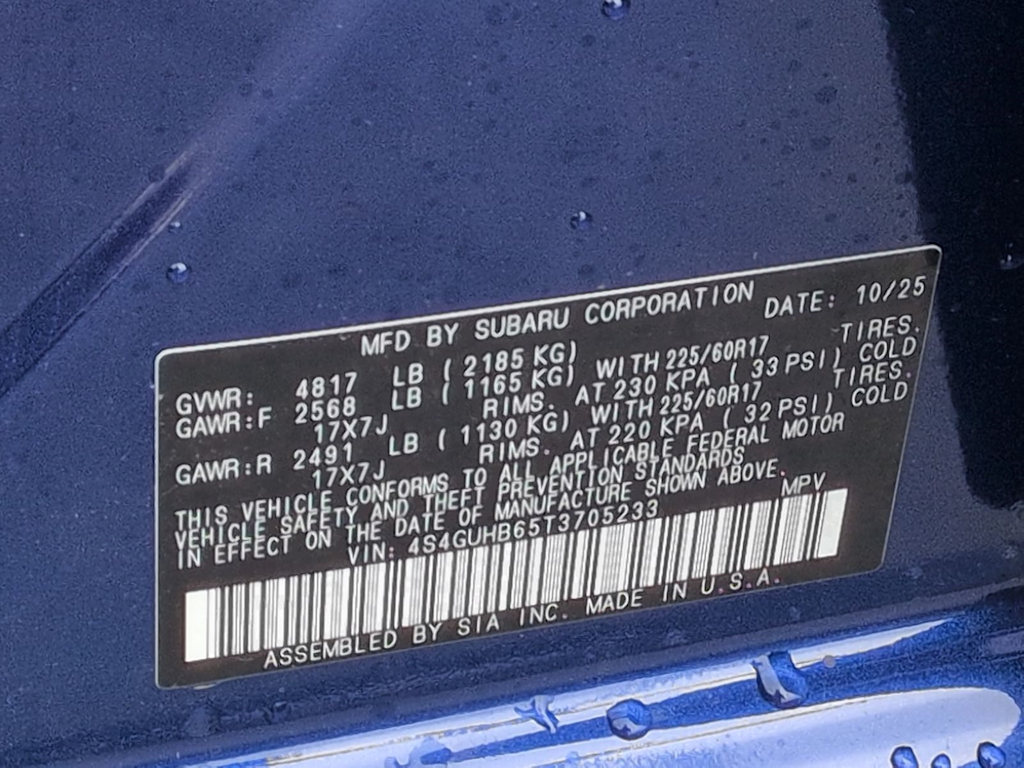 MFD BY SUBARU CORPORATION DATE: 10/25
GVWR: 4817 LB ( 2185 KG)
GAWR:F 2568 LB ( 1165 KG) WITH 225/60R17 TIRES.
17X7J RIMS. AT 230 KPA ( 33 PSI) COLD
GAWR:R 2491 LB ( 1130 KG) WITH 225/60R17 TIRES.
17X7J RIMS. AT 220 KPA ( 32 PSI) COLD
THIS VEHICLE CONFORMS TO ALL APPLICABLE FEDERAL MOTOR
VEHICLE SAFETY AND THEFT PREVENTION STANDARDS
IN EFFECT ON THE DATE OF MANUFACTURE SHOWN ABOVE.
VIN: 4S4GUHB65T3705233 MPV
ASSEMBLED BY SIA INC. MADE IN U.S.A.